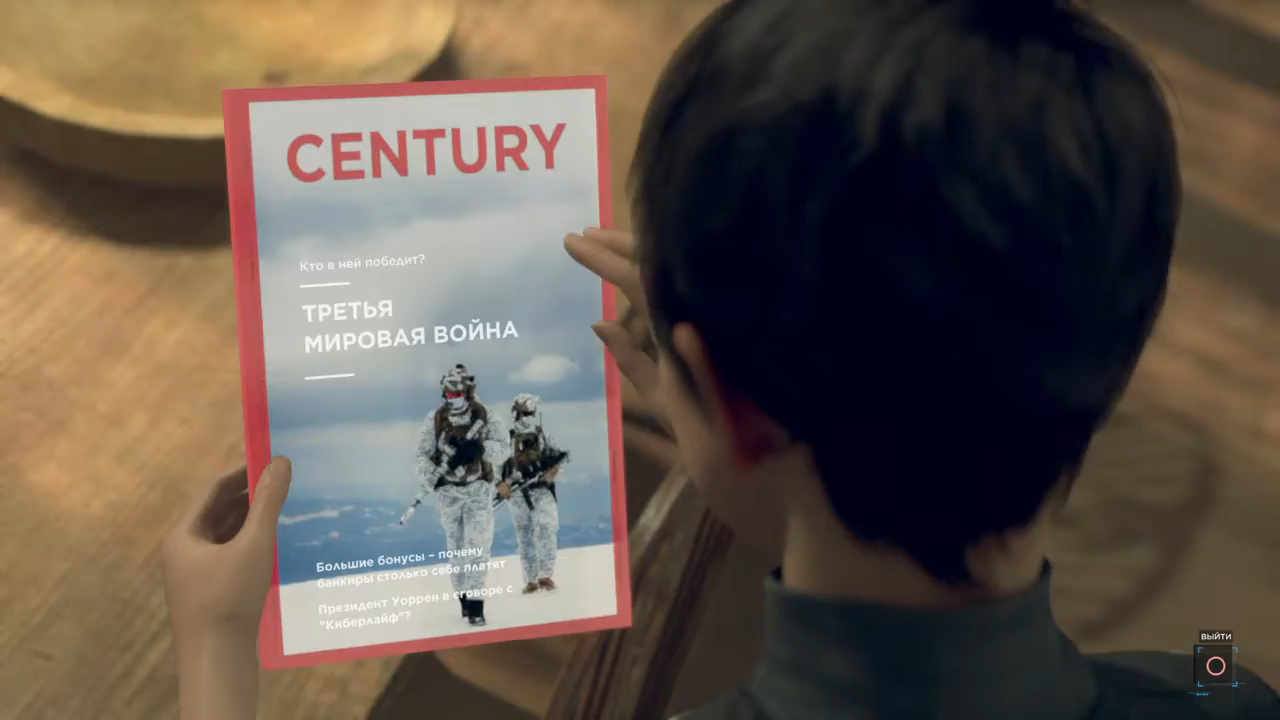 CENTURY
Кто в ней победит?
ТРЕТЬЯ
МИРОВАЯ ВОЙНА
Большие бонусы – почему
банкиры столько себе платят
Президент Уоррен в сговоре с
"Киберлайф"?
ВЫЙТИ